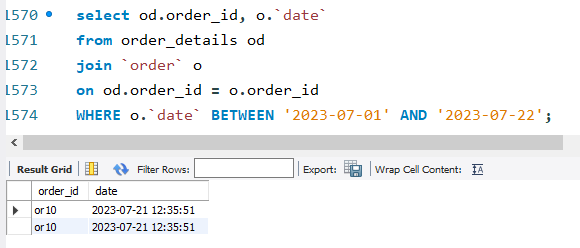 1570 select od.order_id, o.`date`
1571 from order_details od
1572 join `order` o
1573 on od.order_id = o.order_id
1574 WHERE o.`date` BETWEEN '2023-07-01' AND '2023-07-22';
Result Grid Filter Rows: Export: Wrap Cell Content:
order_id date
or10 2023-07-21 12:35:51
or10 2023-07-21 12:35:51